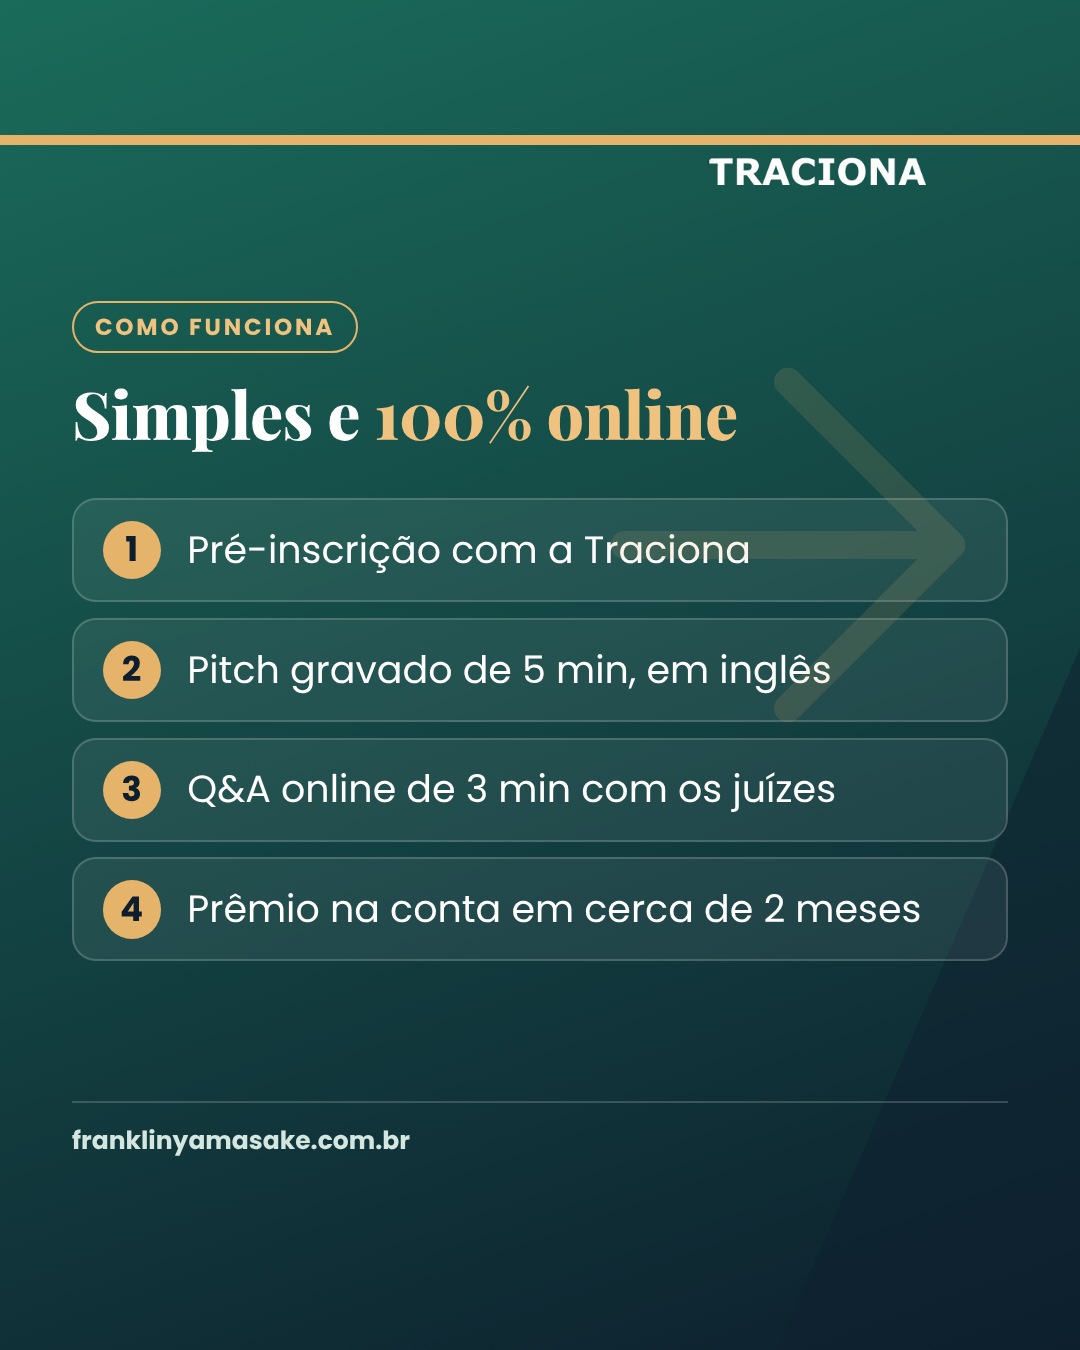 TRACIONA
COMO FUNCIONA
Simples e 100% online
1 Pré-inscrição com a Traciona
2 Pitch gravado de 5 min, em inglês
3 Q&A online de 3 min com os juízes
4 Prêmio na conta em cerca de 2 meses
franklinyamasake.com.br